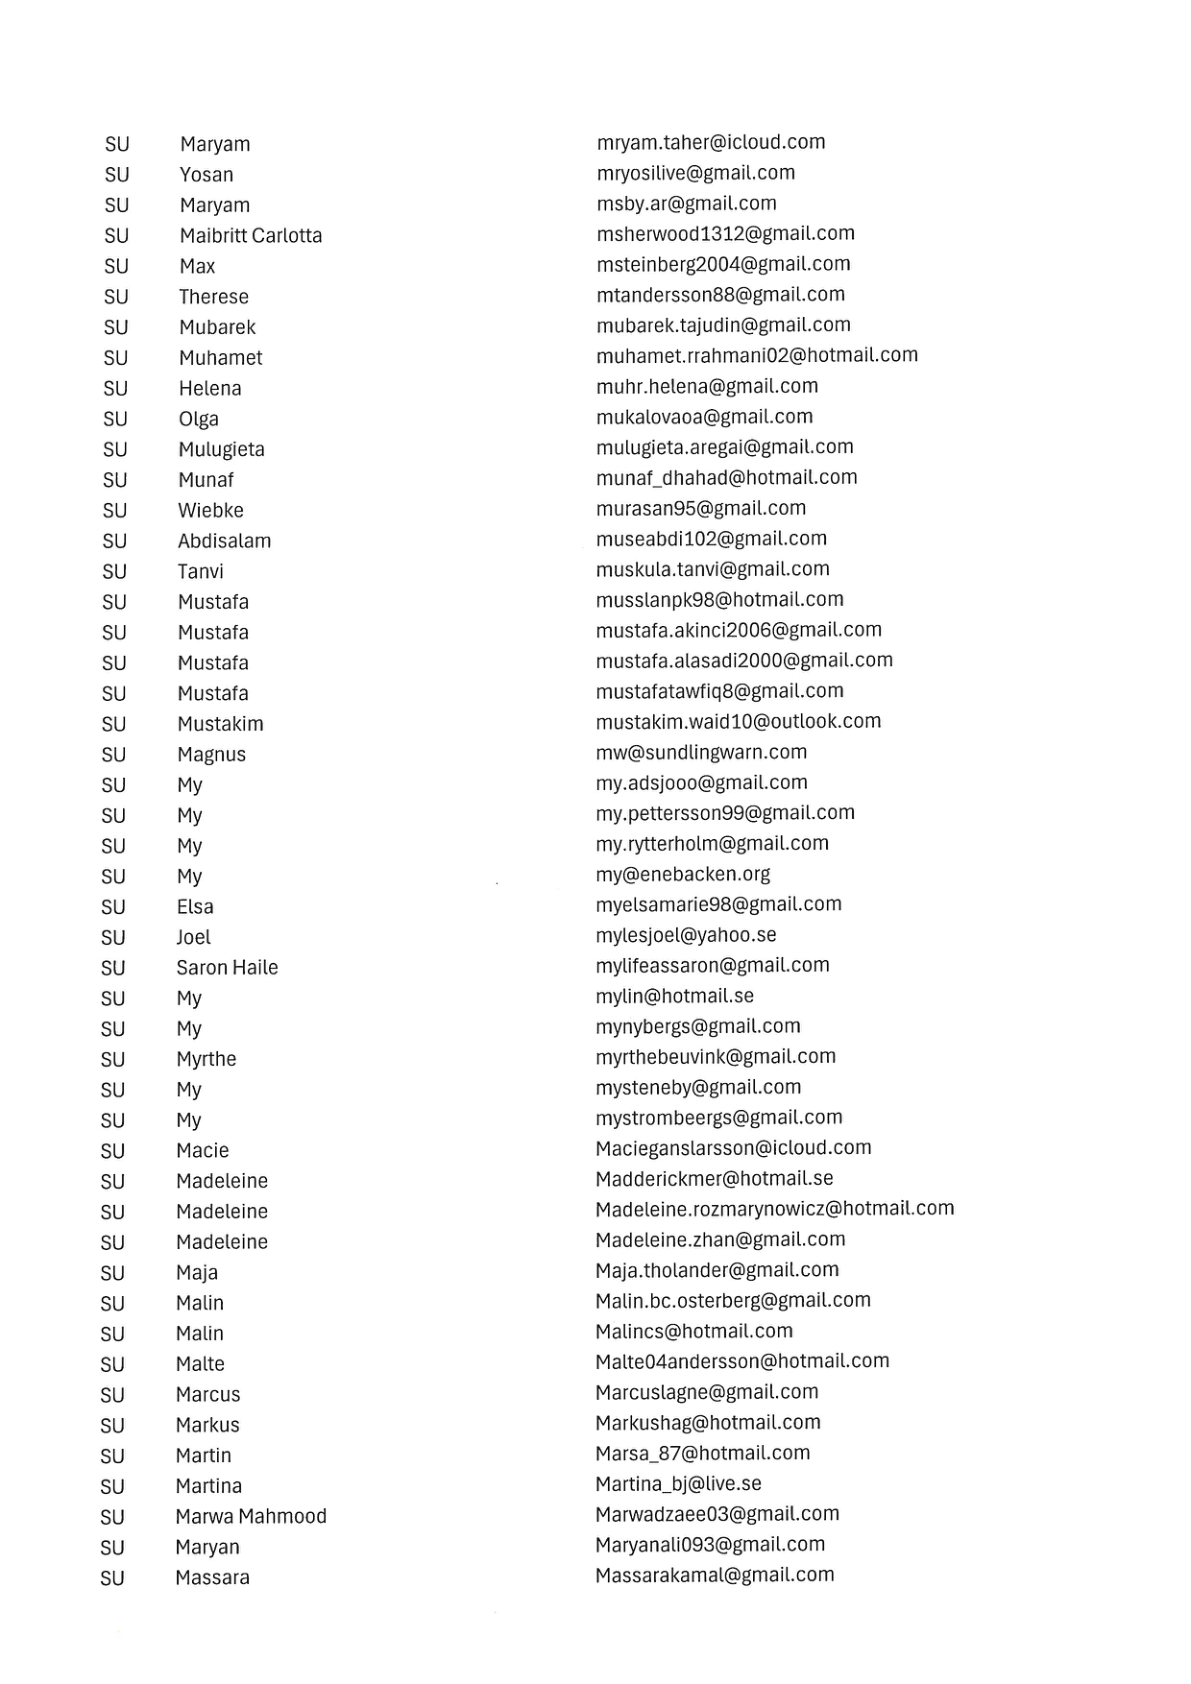 SU Maryam mryam.taher@icloud.com
SU Yosan mryosilive@gmail.com
SU Maryam msby.ar@gmail.com
SU Maibritt Carlotta msherwood1312@gmail.com
SU Max msteinberg2004@gmail.com
SU Therese mtandersson88@gmail.com
SU Mubarek mubarek.tajudin@gmail.com
SU Muhamet muhamet.rrahmani02@hotmail.com
SU Helena muhr.helena@gmail.com
SU Olga mukalovaoa@gmail.com
SU Mulugieta mulugieta.aregai@gmail.com
SU Munaf munaf_dhahad@hotmail.com
SU Wiebke murasan95@gmail.com
SU Abdisalam museabdi102@gmail.com
SU Tanvi muskula.tanvi@gmail.com
SU Mustafa musslanpk98@hotmail.com
SU Mustafa mustafa.akinci2006@gmail.com
SU Mustafa mustafa.alasadi2000@gmail.com
SU Mustafa mustafatawfiq8@gmail.com
SU Mustakim mustakim.waid10@outlook.com
SU Magnus mw@sundlingwarn.com
SU My my.adsjooo@gmail.com
SU My my.pettersson99@gmail.com
SU My my.rytterholm@gmail.com
SU My my@enebacken.org
SU Elsa myelsamarie98@gmail.com
SU Joel mylesjoel@yahoo.se
SU Saron Haile mylifeassaron@gmail.com
SU My mylin@hotmail.se
SU My mynybergs@gmail.com
SU Myrthe myrthebeuvink@gmail.com
SU My mysteneby@gmail.com
SU My mystrombeergs@gmail.com
SU Macie Macieganslarsson@icloud.com
SU Madeleine Madderickmer@hotmail.se
SU Madeleine Madeleine.rozmarynowicz@hotmail.com
SU Madeleine Madeleine.zhan@gmail.com
SU Maja Maja.tholander@gmail.com
SU Malin Malin.bc.osterberg@gmail.com
SU Malin Malincs@hotmail.com
SU Malte Malte04andersson@hotmail.com
SU Marcus Marcuslagne@gmail.com
SU Markus Markushag@hotmail.com
SU Martin Marsa_87@hotmail.com
SU Martina Martina_bj@live.se
SU Marwa Mahmood Marwadzaee03@gmail.com
SU Maryan Maryanali093@gmail.com
SU Massara Massarakamal@gmail.com